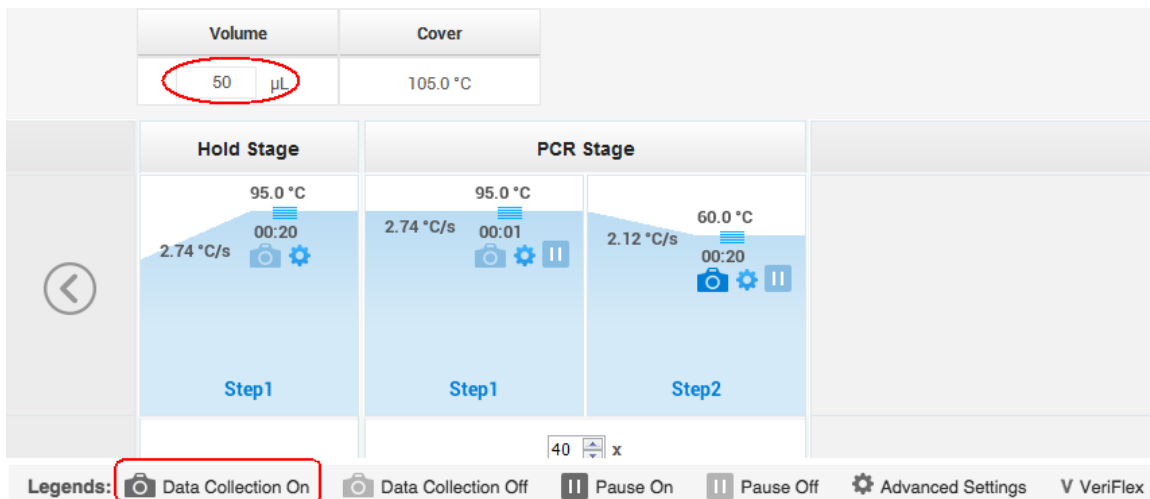 Volume Cover
50 µL 105.0 °C
Hold Stage PCR Stage
95.0 °C 95.0 °C 60.0 °C
2.74 °C/s 00:20 2.74 °C/s 00:01 2.12 °C/s 00:20
Step1 Step1 Step2
40 x
Legends: Data Collection On Data Collection Off Pause On Pause Off Advanced Settings V VeriFlex